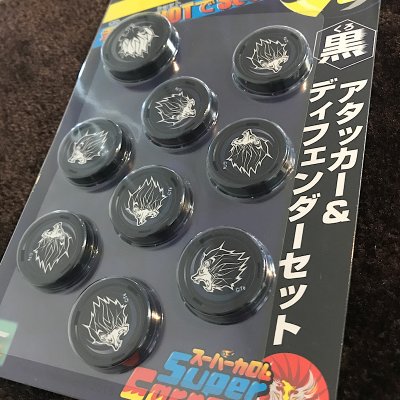 くろ
黒
アタッカー&
ディフェンダーセット
スーパーカロム
Super
Carrom